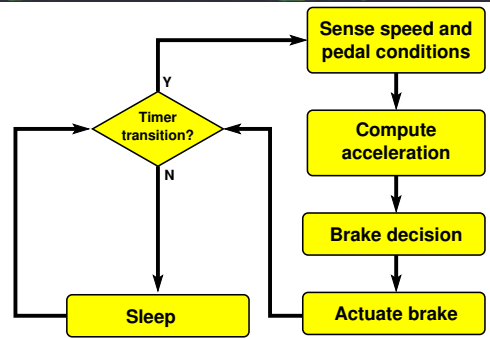 Sense speed and
pedal conditions
Y
Timer
transition?
N
Compute
acceleration
Brake decision
Actuate brake
Sleep